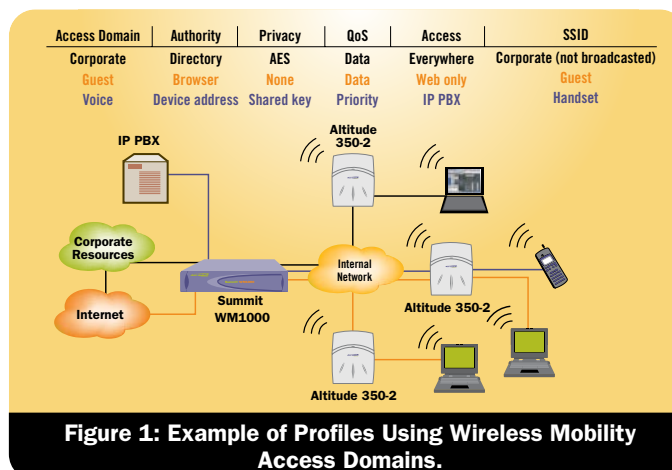 Access Domain Authority Privacy QoS Access SSID
Corporate Directory AES Data Everywhere Corporate (not broadcasted)
Guest Browser None Data Web only Guest
Voice Device address Shared key Priority IP PBX Handset
Altitude
350-2
IP PBX
Corporate
Resources
Internal
Network
Internet
Summit
WM1000
Altitude 350-2
Altitude 350-2
Figure 1: Example of Profiles Using Wireless Mobility
Access Domains.